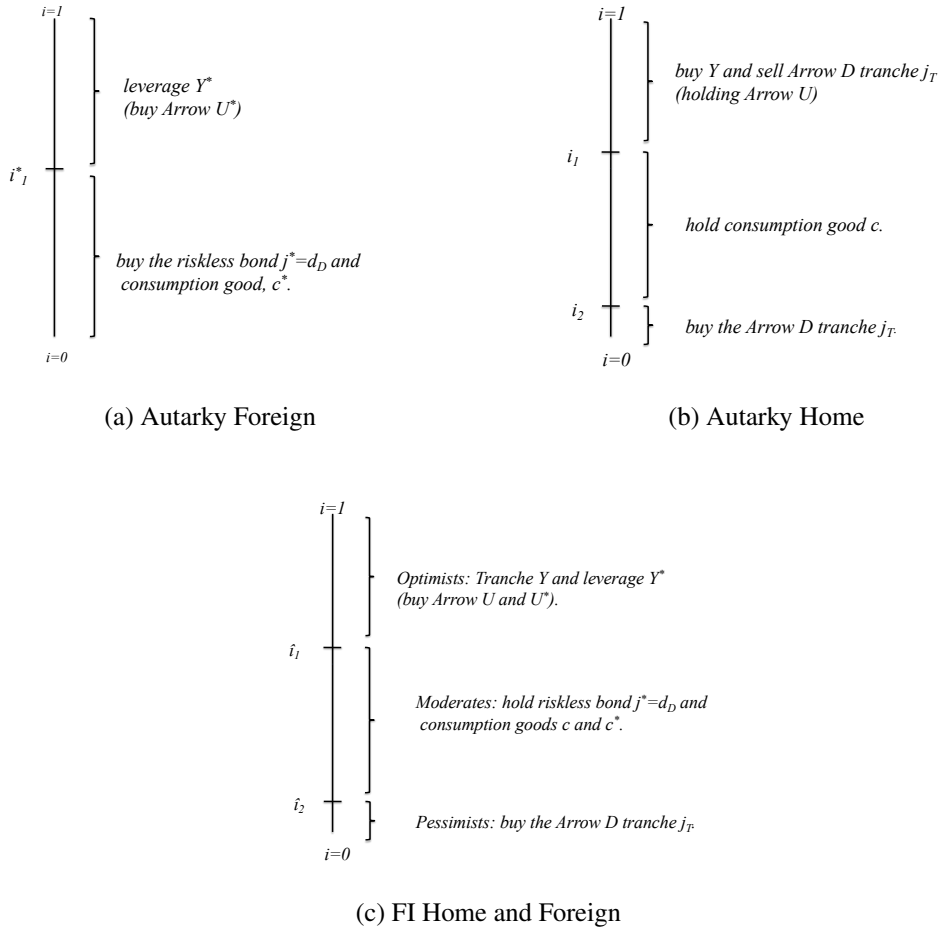 i=1
leverage Y*
(buy Arrow U*)
i*1
buy the riskless bond j*=dD and
consumption good, c*.
i=0
(a) Autarky Foreign
i=1
buy Y and sell Arrow D tranche jT
(holding Arrow U)
i1
hold consumption good c.
i2
buy the Arrow D tranche jT.
i=0
(b) Autarky Home
i=1
Optimists: Tranche Y and leverage Y*
(buy Arrow U and U*).
î1
Moderates: hold riskless bond j*=dD and
consumption goods c and c*.
î2
Pessimists: buy the Arrow D tranche jT.
i=0
(c) FI Home and Foreign